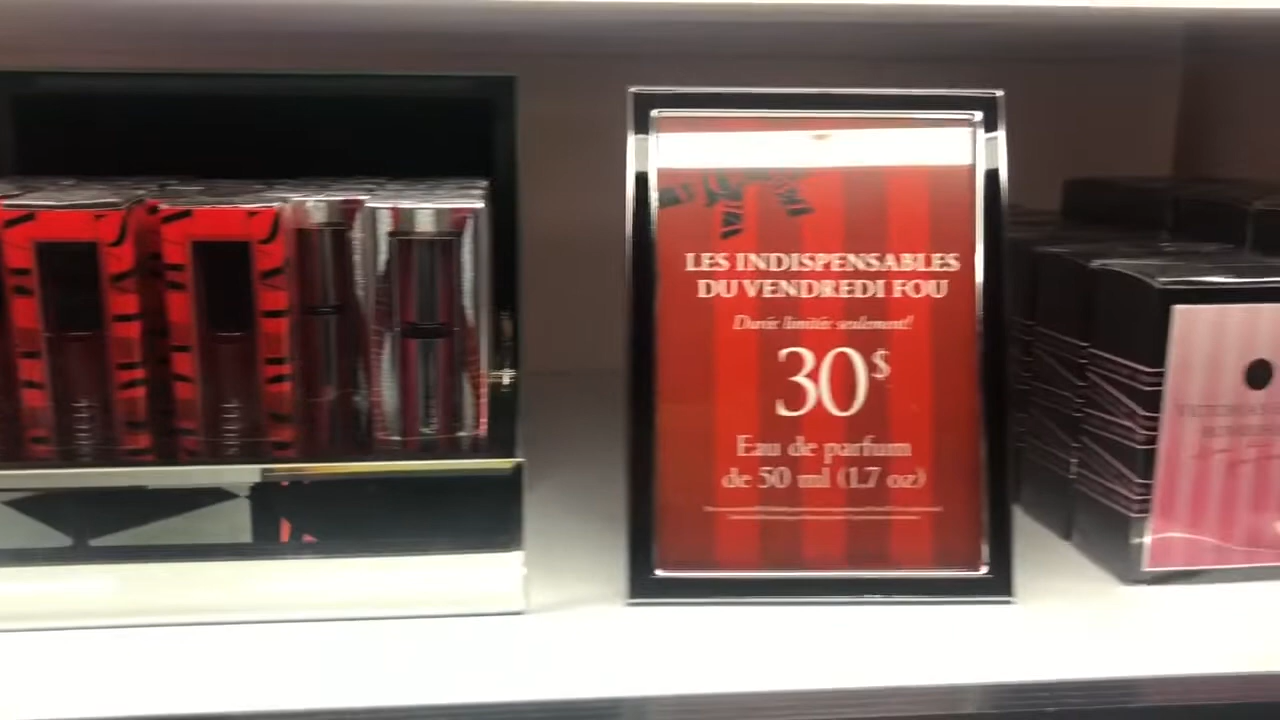 LES INDISPENSABLES
DU VENDREDI FOU
Durée limitée seulement!
30$
Eau de parfum
de 50 ml (1.7 oz)